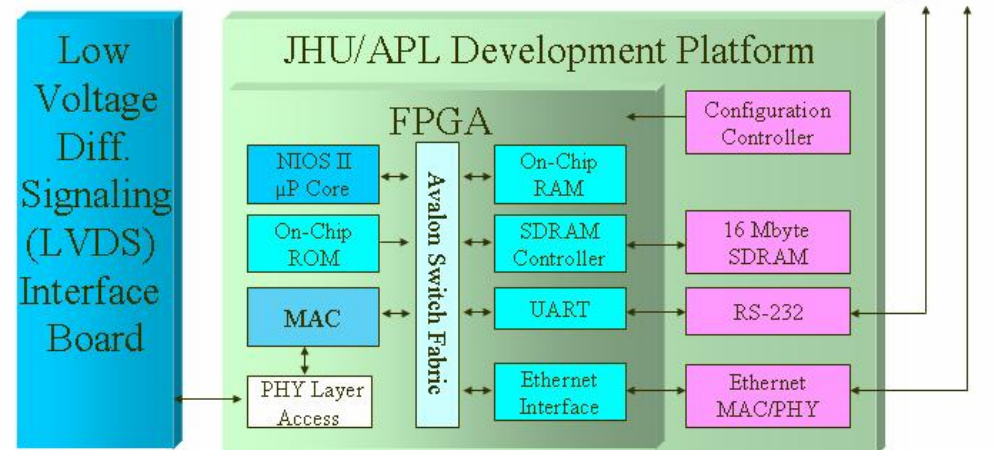 Low
Voltage
Diff.
Signaling
(LVDS)
Interface
Board
JHU/APL Development Platform
FPGA
Configuration
Controller
NIOS II
µP Core
On-Chip
ROM
MAC
PHY Layer
Access
Avalon Switch Fabric
On-Chip
RAM
SDRAM
Controller
UART
Ethernet
Interface
16 Mbyte
SDRAM
RS-232
Ethernet
MAC/PHY